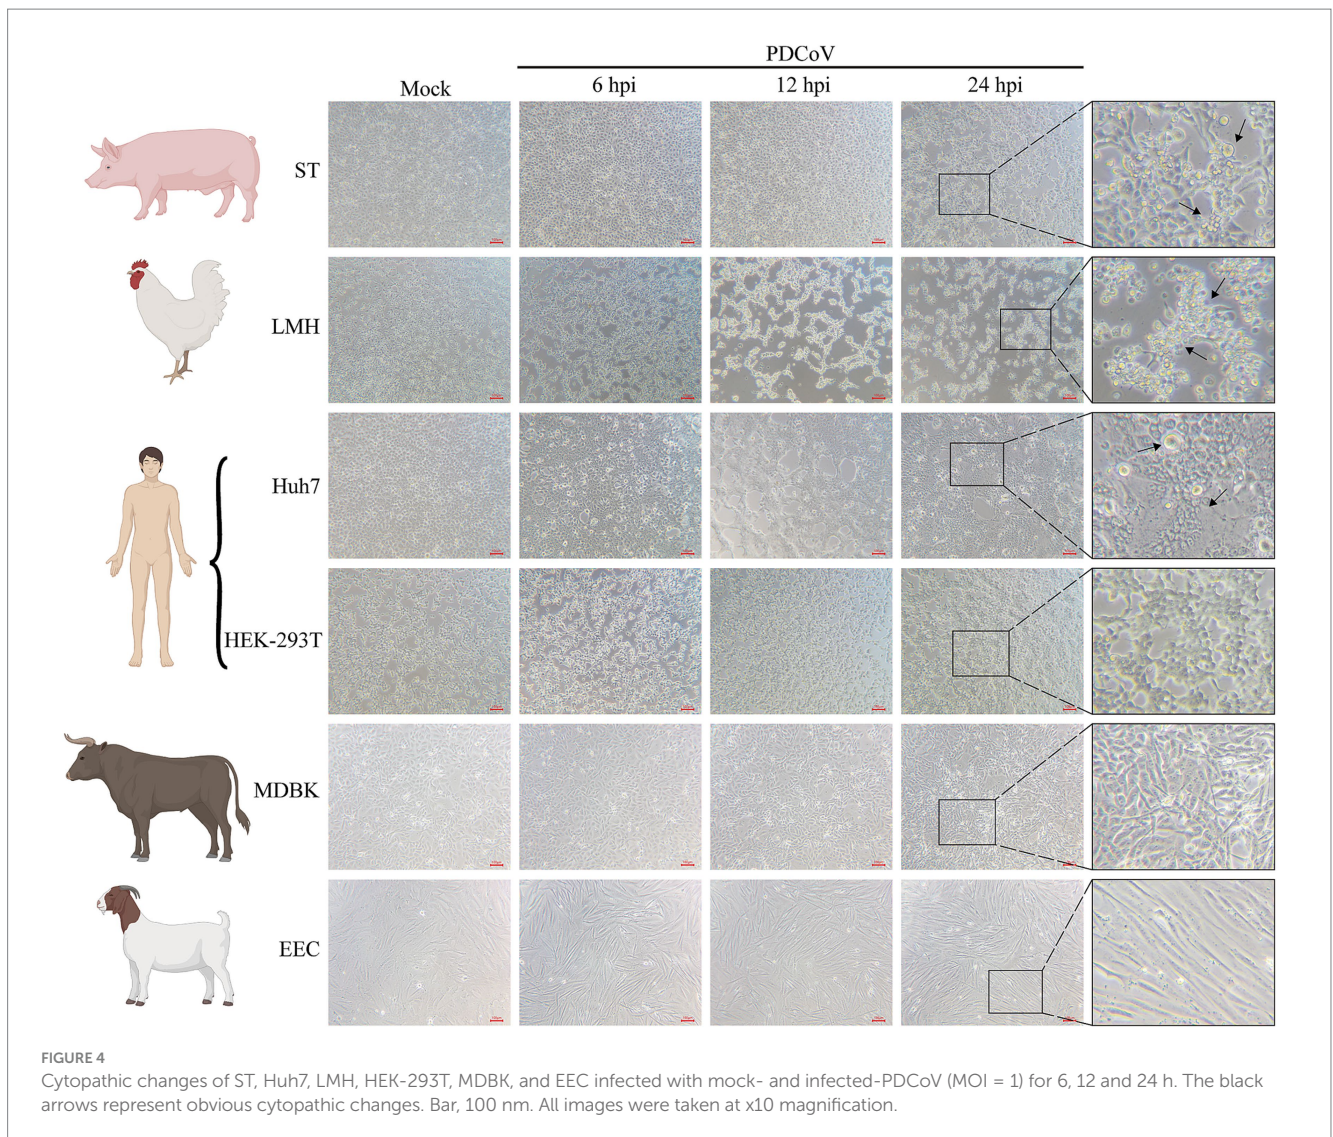 PDCoV
Mock
6 hpi
12 hpi
24 hpi
ST
LMH
Huh7
HEK-293T
MDBK
EEC
FIGURE 4
Cytopathic changes of ST, Huh7, LMH, HEK-293T, MDBK, and EEC infected with mock- and infected-PDCoV (MOI = 1) for 6, 12 and 24 h. The black
arrows represent obvious cytopathic changes. Bar, 100 nm. All images were taken at x10 magnification.